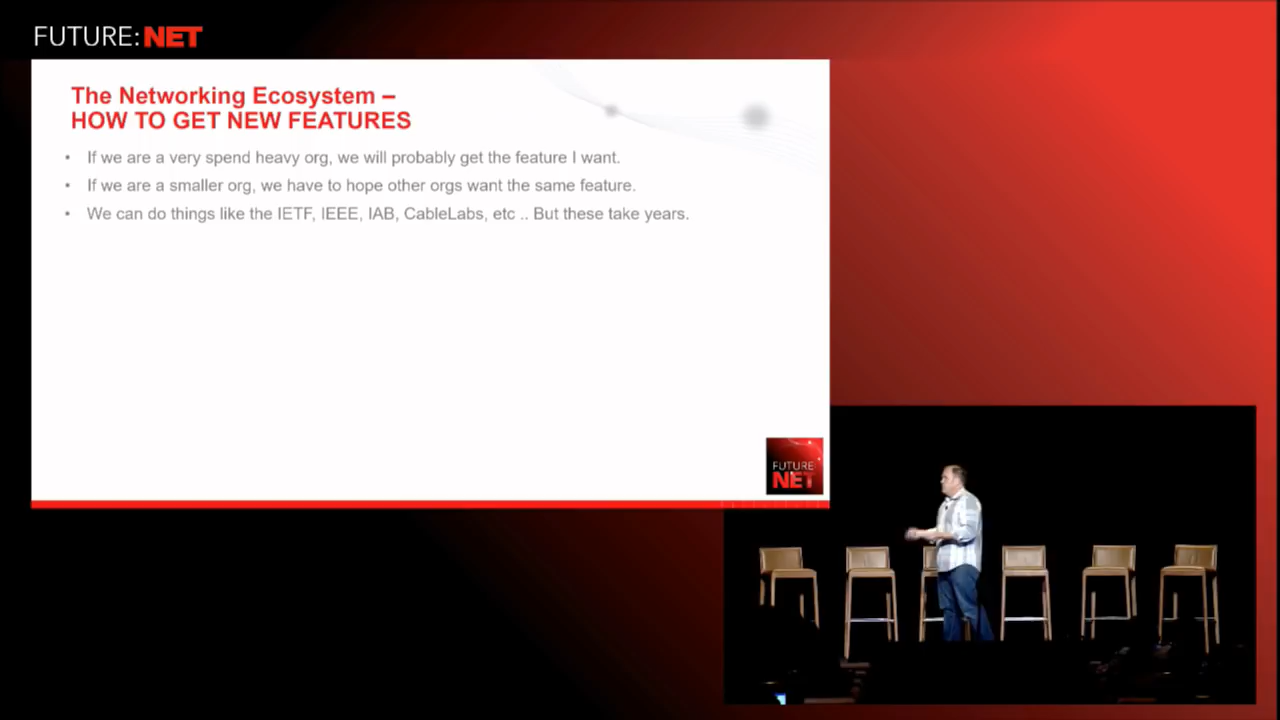 FUTURE:NET
The Networking Ecosystem –
HOW TO GET NEW FEATURES
• If we are a very spend heavy org, we will probably get the feature I want.
• If we are a smaller org, we have to hope other orgs want the same feature.
• We can do things like the IETF, IEEE, IAB, CableLabs, etc .. But these take years.
FUTURE:
NET